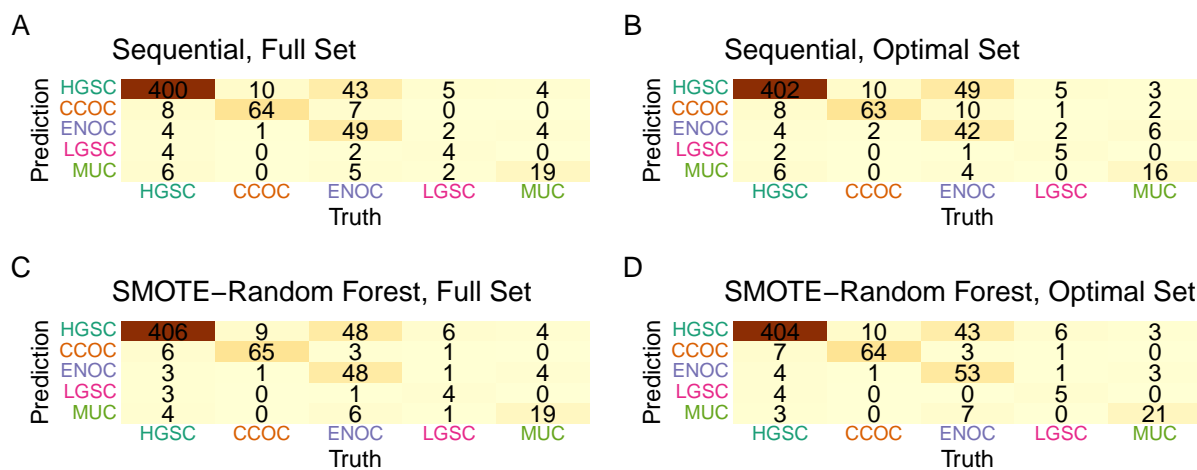 A
Sequential, Full Set
Prediction
HGSC 400 10 43 5 4
CCOC 8 64 7 0 0
ENOC 4 1 49 2 4
LGSC 4 0 2 4 0
MUC 6 0 5 2 19
HGSC CCOC ENOC LGSC MUC
Truth
B
Sequential, Optimal Set
Prediction
HGSC 402 10 49 5 3
CCOC 8 63 10 1 2
ENOC 4 2 42 2 6
LGSC 2 0 1 5 0
MUC 6 0 4 0 16
HGSC CCOC ENOC LGSC MUC
Truth
C
SMOTE−Random Forest, Full Set
Prediction
HGSC 406 9 48 6 4
CCOC 6 65 3 1 0
ENOC 3 1 48 1 4
LGSC 3 0 1 4 0
MUC 4 0 6 1 19
HGSC CCOC ENOC LGSC MUC
Truth
D
SMOTE−Random Forest, Optimal Set
Prediction
HGSC 404 10 43 6 3
CCOC 7 64 3 1 0
ENOC 4 1 53 1 3
LGSC 4 0 0 5 0
MUC 3 0 7 0 21
HGSC CCOC ENOC LGSC MUC
Truth